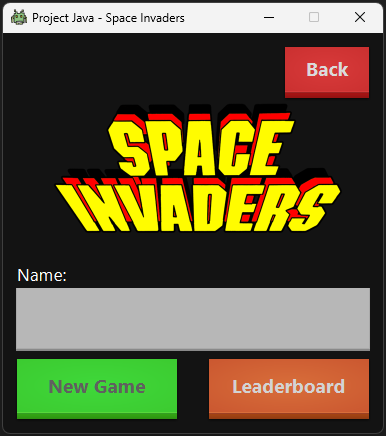 Project Java - Space Invaders
Back
SPACE
INVADERS
Name:
New Game
Leaderboard